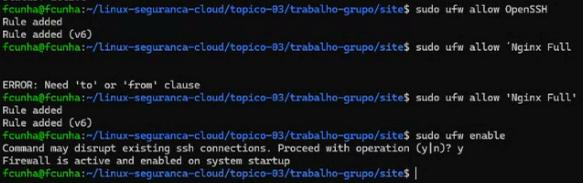 fcunha@fcunha:~/linux-seguranca-cloud/topico-03/trabalho-grupo/site$ sudo ufw allow OpenSSH
Rule added
Rule added (v6)
fcunha@fcunha:~/linux-seguranca-cloud/topico-03/trabalho-grupo/site$ sudo ufw allow ´Nginx Full
ERROR: Need 'to' or 'from' clause
fcunha@fcunha:~/linux-seguranca-cloud/topico-03/trabalho-grupo/site$ sudo ufw allow 'Nginx Full'
Rule added
Rule added (v6)
fcunha@fcunha:~/linux-seguranca-cloud/topico-03/trabalho-grupo/site$ sudo ufw enable
Command may disrupt existing ssh connections. Proceed with operation (y|n)? y
Firewall is active and enabled on system startup
fcunha@fcunha:~/linux-seguranca-cloud/topico-03/trabalho-grupo/site$